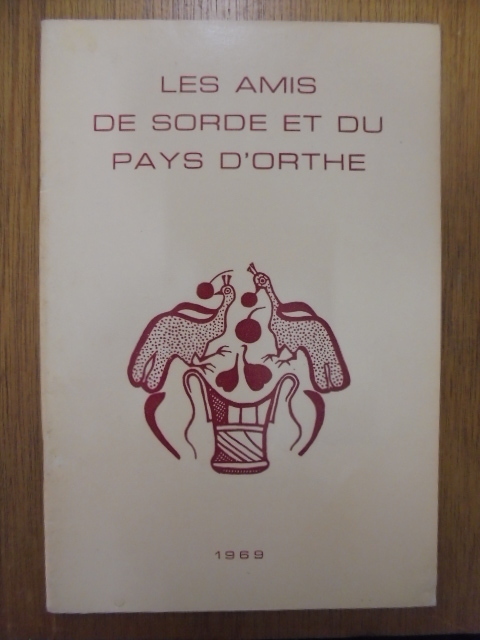 LES AMIS
DE SORDE ET DU
PAYS D'ORTHE
1969